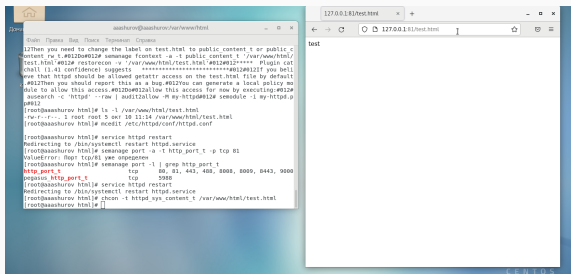 aaashurov@aaashurov:/var/www/html
Файл Правка Вид Поиск Терминал Справка
12Then you need to change the label on test.html to public_content_t or public_c
ontent_rw_t.#012Do#012# semanage fcontext -a -t public_content_t '/var/www/html/
test.html'#012# restorecon -v '/var/www/html/test.html'#012#012***** Plugin cat
chall (1.41 confidence) suggests **************************#012#012If you beli
eve that httpd should be allowed getattr access on the test.html file by default
.#012Then you should report this as a bug.#012You can generate a local policy mo
dule to allow this access.#012Do#012allow this access for now by executing:#012#
ausearch -c 'httpd' --raw | audit2allow -M my-httpd#012# semodule -i my-httpd.p
p#012
[root@aaashurov html]# ls -l /var/www/html/test.html
-rw-r--r--. 1 root root 5 окт 10 11:14 /var/www/html/test.html
[root@aaashurov html]# mcedit /etc/httpd/conf/httpd.conf
[root@aaashurov html]# service httpd restart
Redirecting to /bin/systemctl restart httpd.service
[root@aaashurov html]# semanage port -a -t http_port_t -p tcp 81
ValueError: Порт tcp/81 уже определен
[root@aaashurov html]# semanage port -l | grep http_port_t
http_port_t tcp 80, 81, 443, 488, 8008, 8009, 8443, 9000
pegasus_http_port_t tcp 5988
[root@aaashurov html]# service httpd restart
Redirecting to /bin/systemctl restart httpd.service
[root@aaashurov html]# chcon -t httpd_sys_content_t /var/www/html/test.html
[root@aaashurov html]#
127.0.0.1:81/test.html
127.0.0.1:81/test.html
test
CENTOS